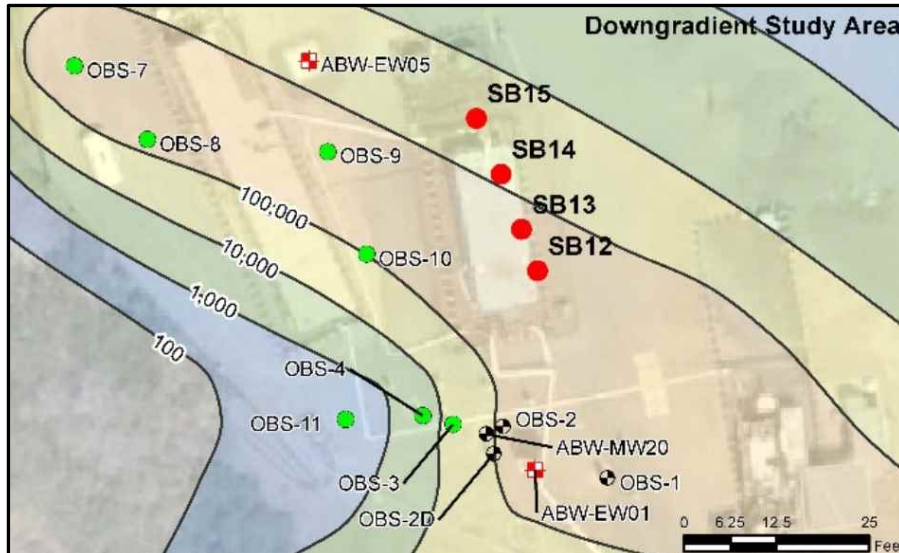 Downgradient Study Area
OBS-7
ABW-EW05
SB15
OBS-8
OBS-9
SB14
100,000
SB13
10,000
OBS-10
SB12
1,000
100
OBS-4
OBS-11
OBS-2
ABW-MW20
OBS-3
OBS-1
OBS-2D
ABW-EW01
0 6.25 12.5 25
Fee